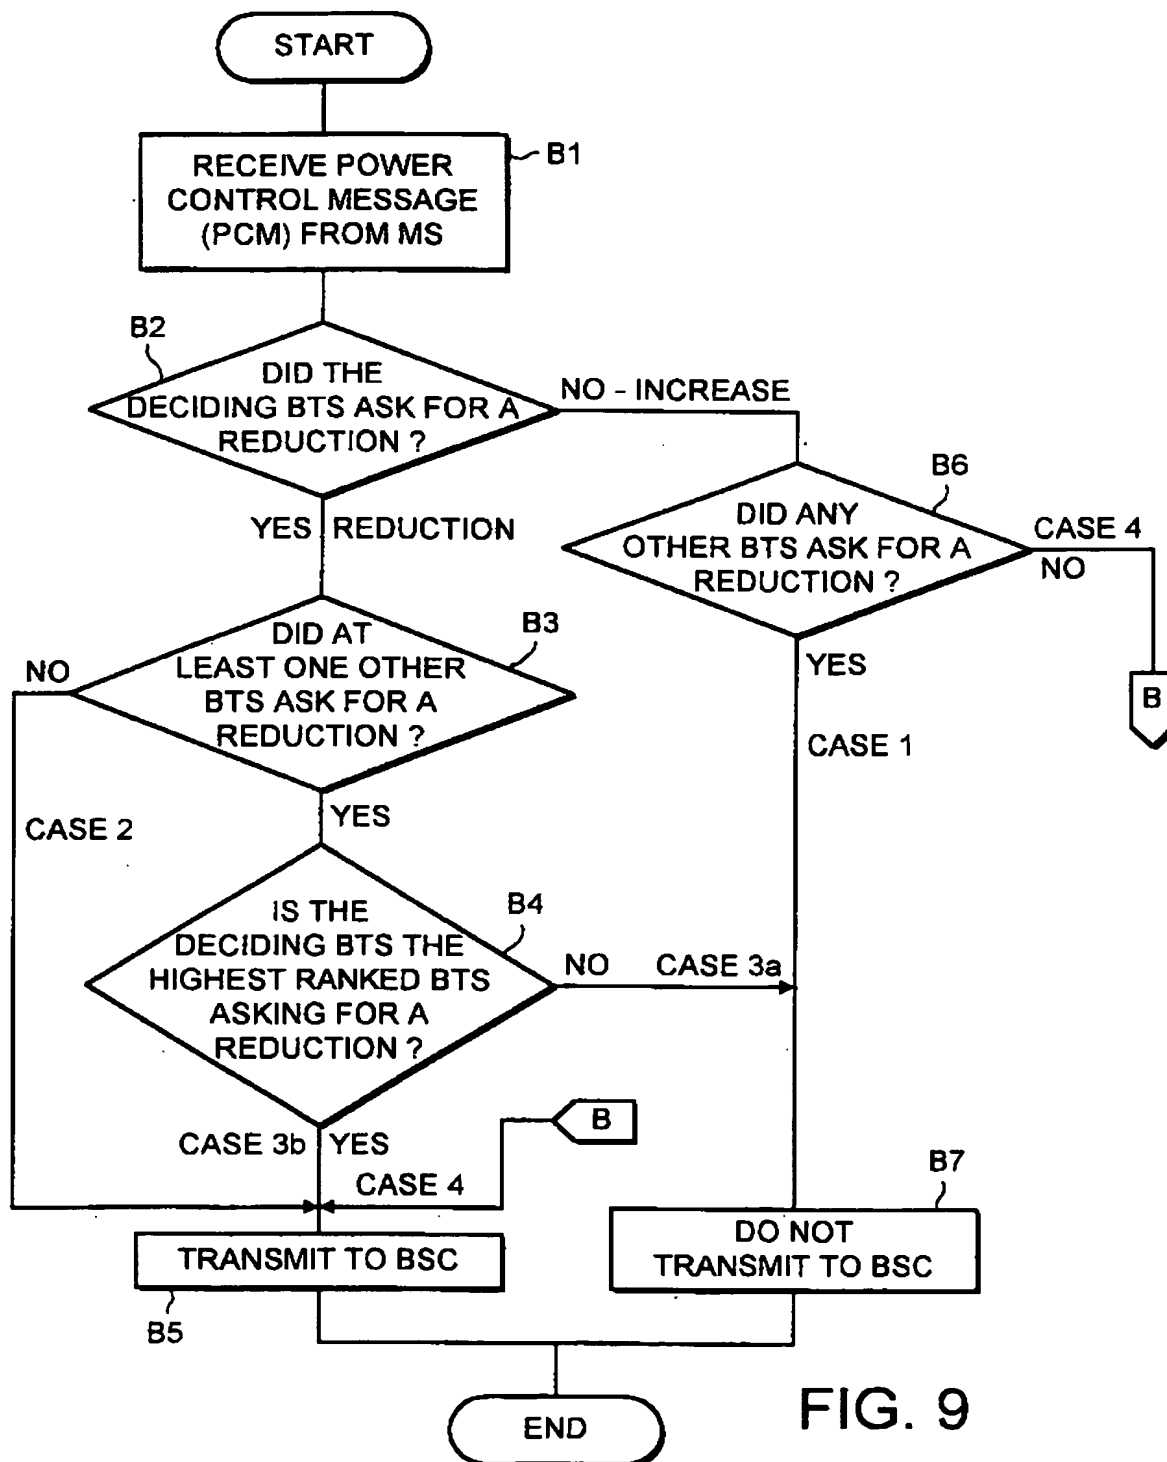 START
RECEIVE POWER
CONTROL MESSAGE
(PCM) FROM MS
B1
B2
DID THE
DECIDING BTS ASK FOR A
REDUCTION ?
NO - INCREASE
YES REDUCTION
B6
DID ANY
OTHER BTS ASK FOR A
REDUCTION ?
CASE 4
NO
YES
B
CASE 1
B3
DID AT
LEAST ONE OTHER
BTS ASK FOR A
REDUCTION ?
NO
CASE 2
YES
B4
IS THE
DECIDING BTS THE
HIGHEST RANKED BTS
ASKING FOR A
REDUCTION ?
NO CASE 3a
CASE 3b YES
B
CASE 4
TRANSMIT TO BSC
B5
B7
DO NOT
TRANSMIT TO BSC
END
FIG. 9